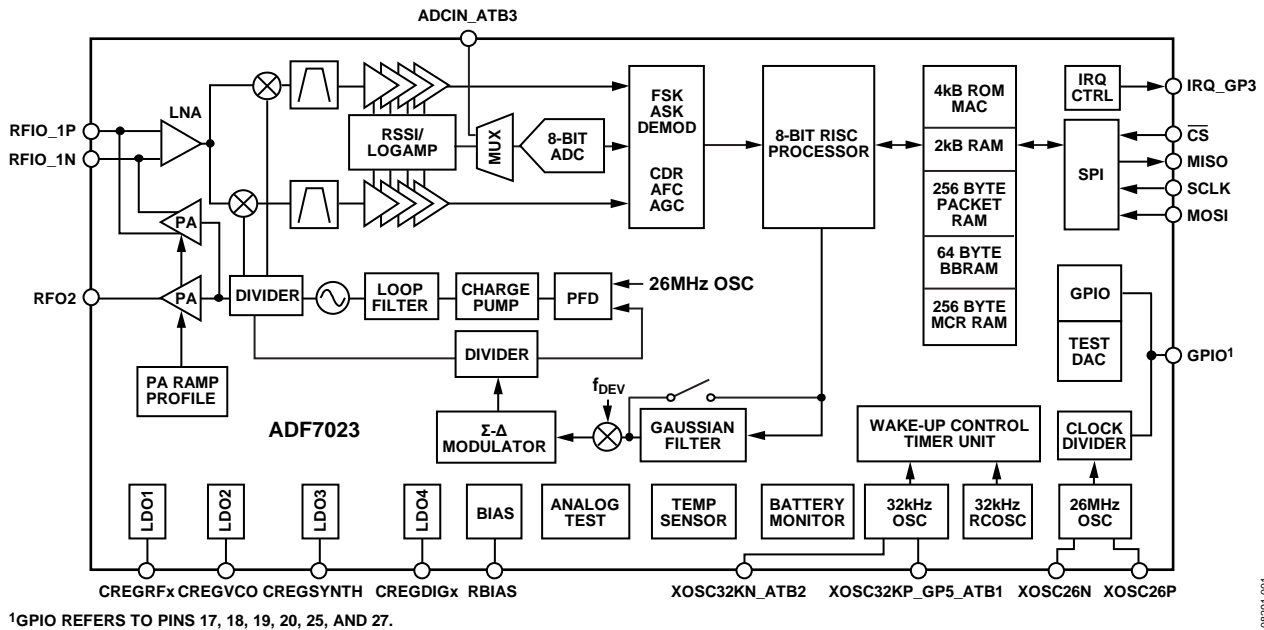 ADCIN_ATB3
RFIO_1P
RFIO_1N
LNA
RSSI/
LOGAMP
MUX
8-BIT
ADC
FSK
ASK
DEMOD
CDR
AFC
AGC
8-BIT RISC
PROCESSOR
4kB ROM
MAC
2kB RAM
256 BYTE
PACKET
RAM
64 BYTE
BBRAM
256 BYTE
MCR RAM
IRQ
CTRL
IRQ_GP3
SPI
CS
MISO
SCLK
MOSI
PA
RFO2
PA
DIVIDER
LOOP
FILTER
CHARGE
PUMP
PFD
26MHz OSC
GPIO
TEST
DAC
GPIO¹
PA RAMP
PROFILE
DIVIDER
ADF7023
Σ-Δ
MODULATOR
fDEV
GAUSSIAN
FILTER
WAKE-UP CONTROL
TIMER UNIT
CLOCK
DIVIDER
LDO1
LDO2
LDO3
LDO4
BIAS
ANALOG
TEST
TEMP
SENSOR
BATTERY
MONITOR
32kHz
OSC
32kHz
RCOSC
26MHz
OSC
CREGRFx
CREGVCO
CREGSYNTH
CREGDIGx
RBIAS
XOSC32KN_ATB2
XOSC32KP_GP5_ATB1
XOSC26N
XOSC26P
¹GPIO REFERS TO PINS 17, 18, 19, 20, 25, AND 27.